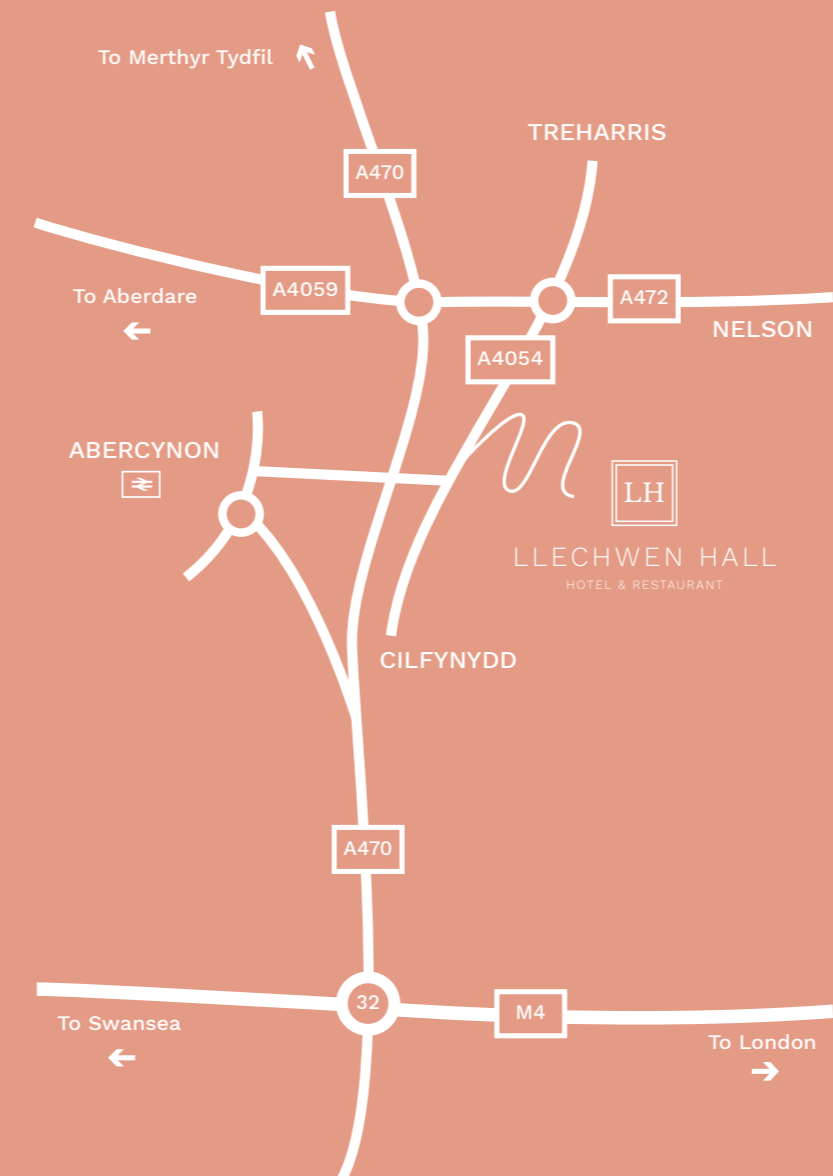 To Merthyr Tydfil
TREHARRIS
A470
A4059
To Aberdare
A472
NELSON
A4054
ABERCYNON
LH
LLECHWEN HALL
HOTEL & RESTAURANT
CILFYNYDD
A470
32
M4
To Swansea
To London